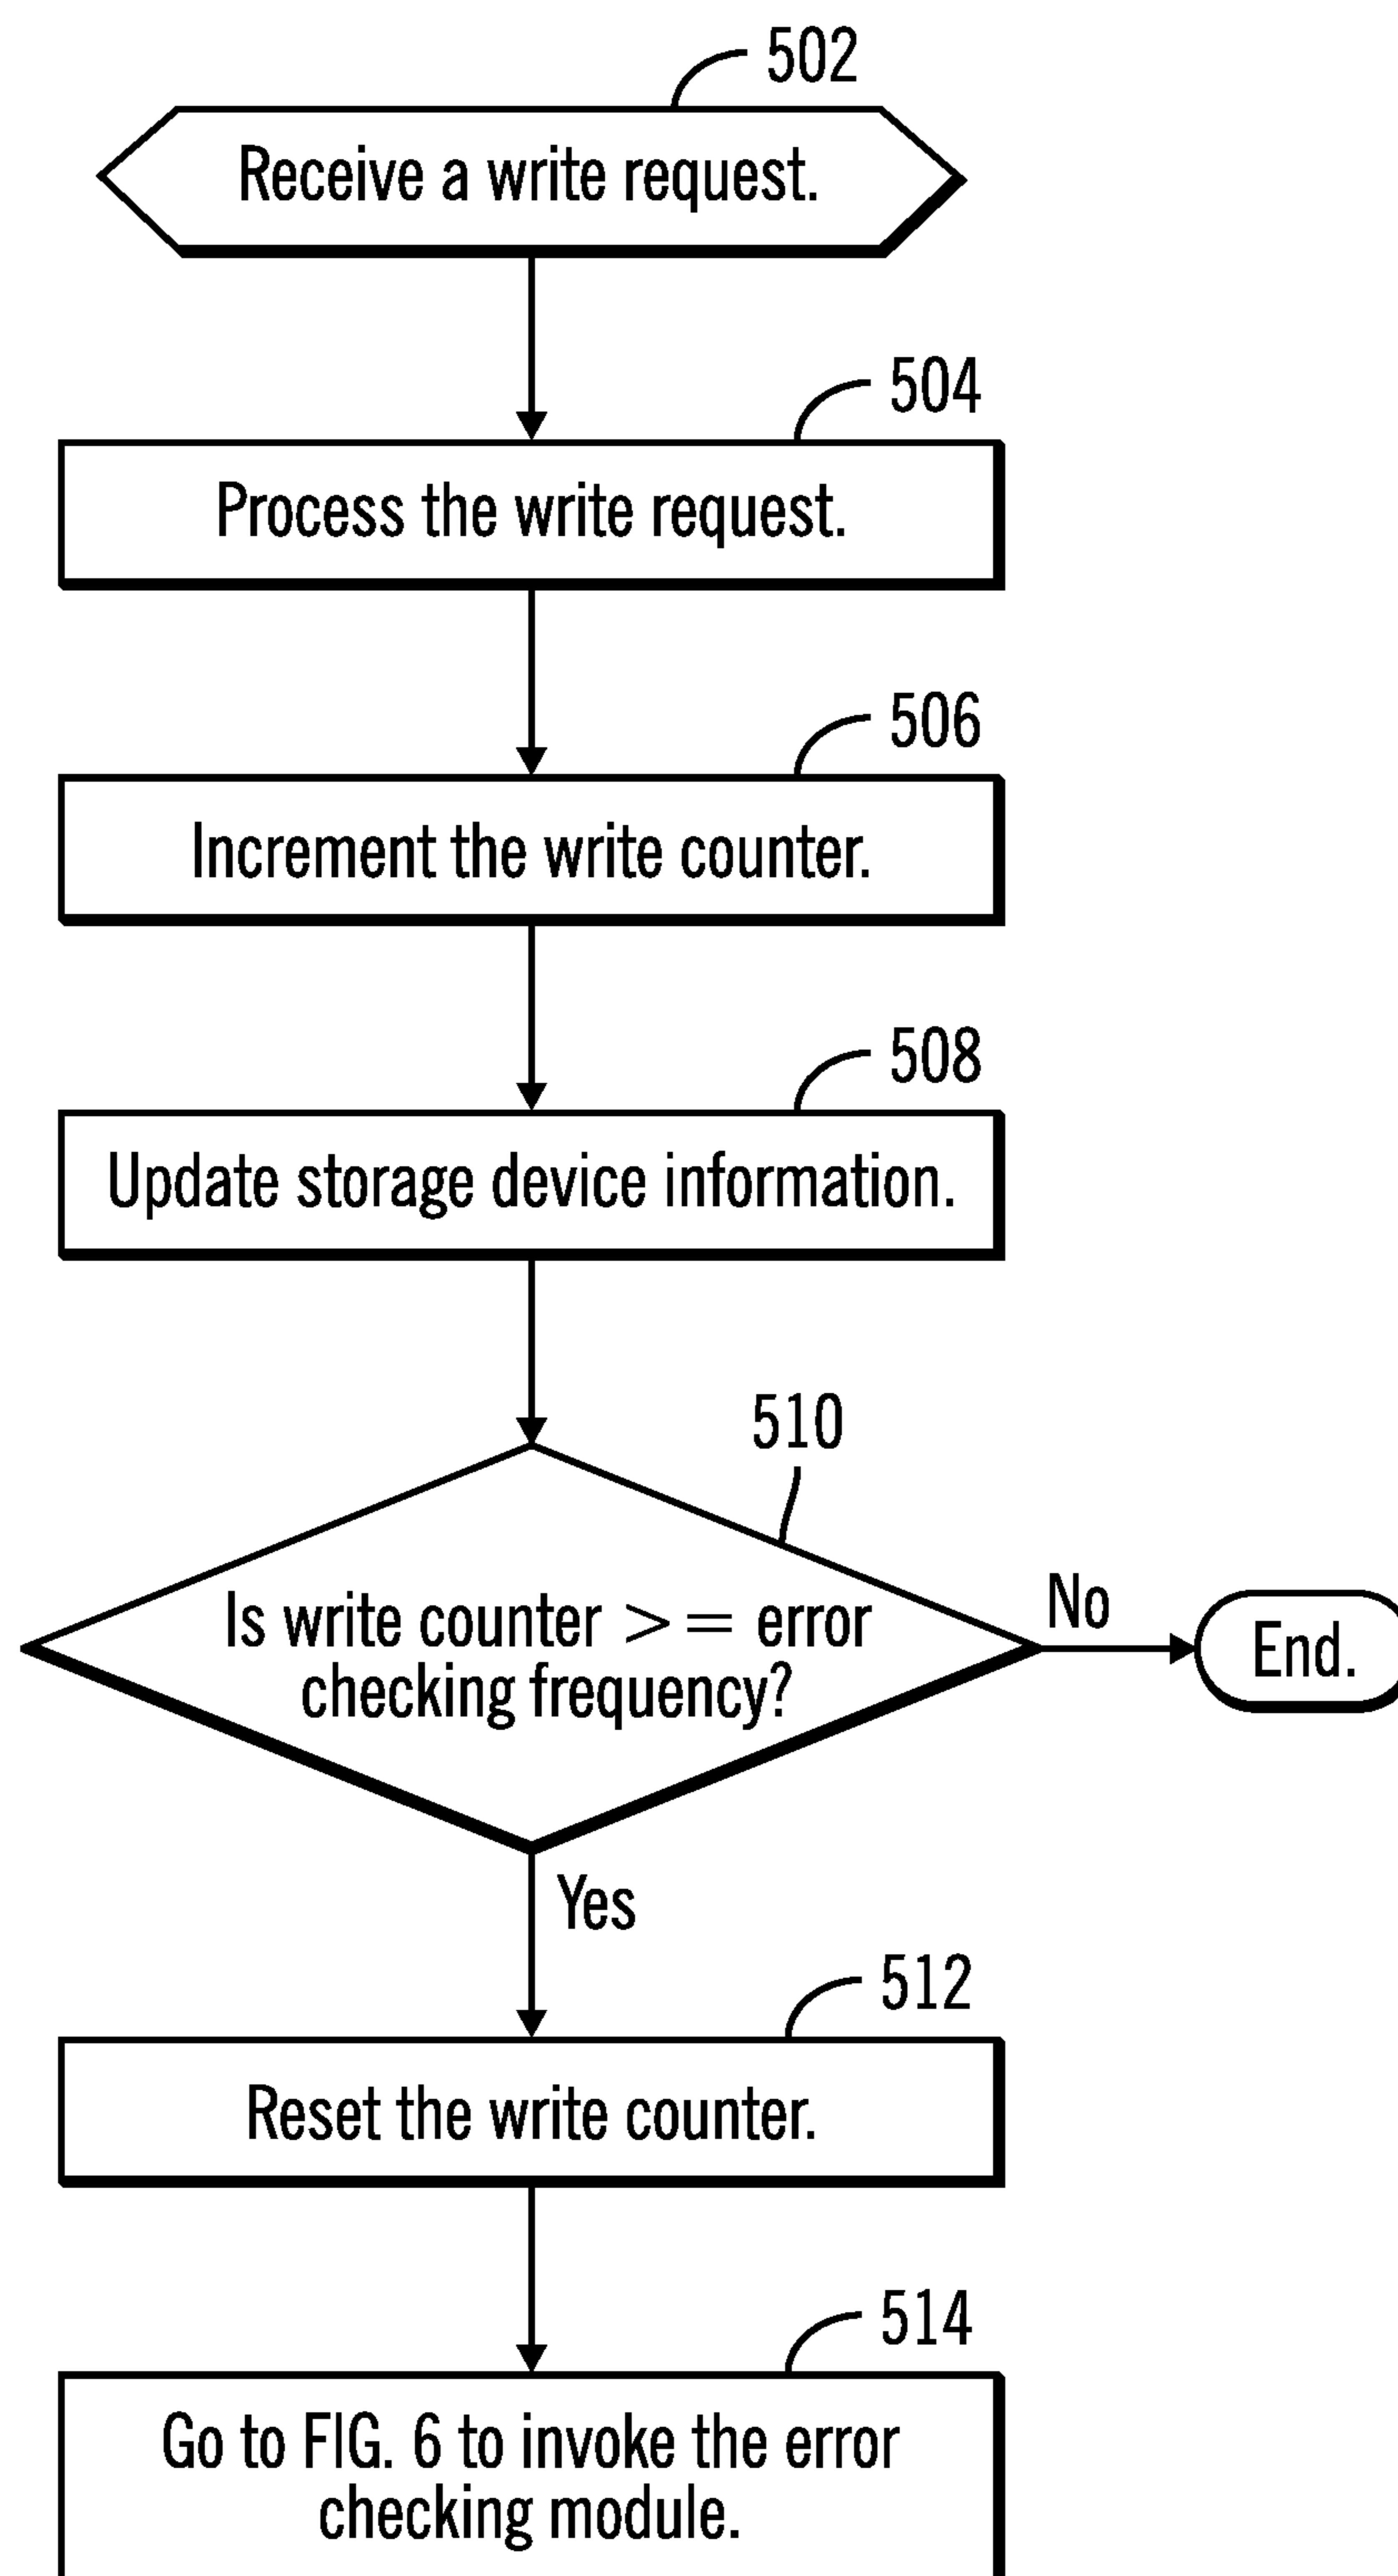 502
Receive a write request.
504
Process the write request.
506
Increment the write counter.
508
Update storage device information.
510
Is write counter >= error
checking frequency?
No
End.
Yes
512
Reset the write counter.
514
Go to FIG. 6 to invoke the error
checking module.